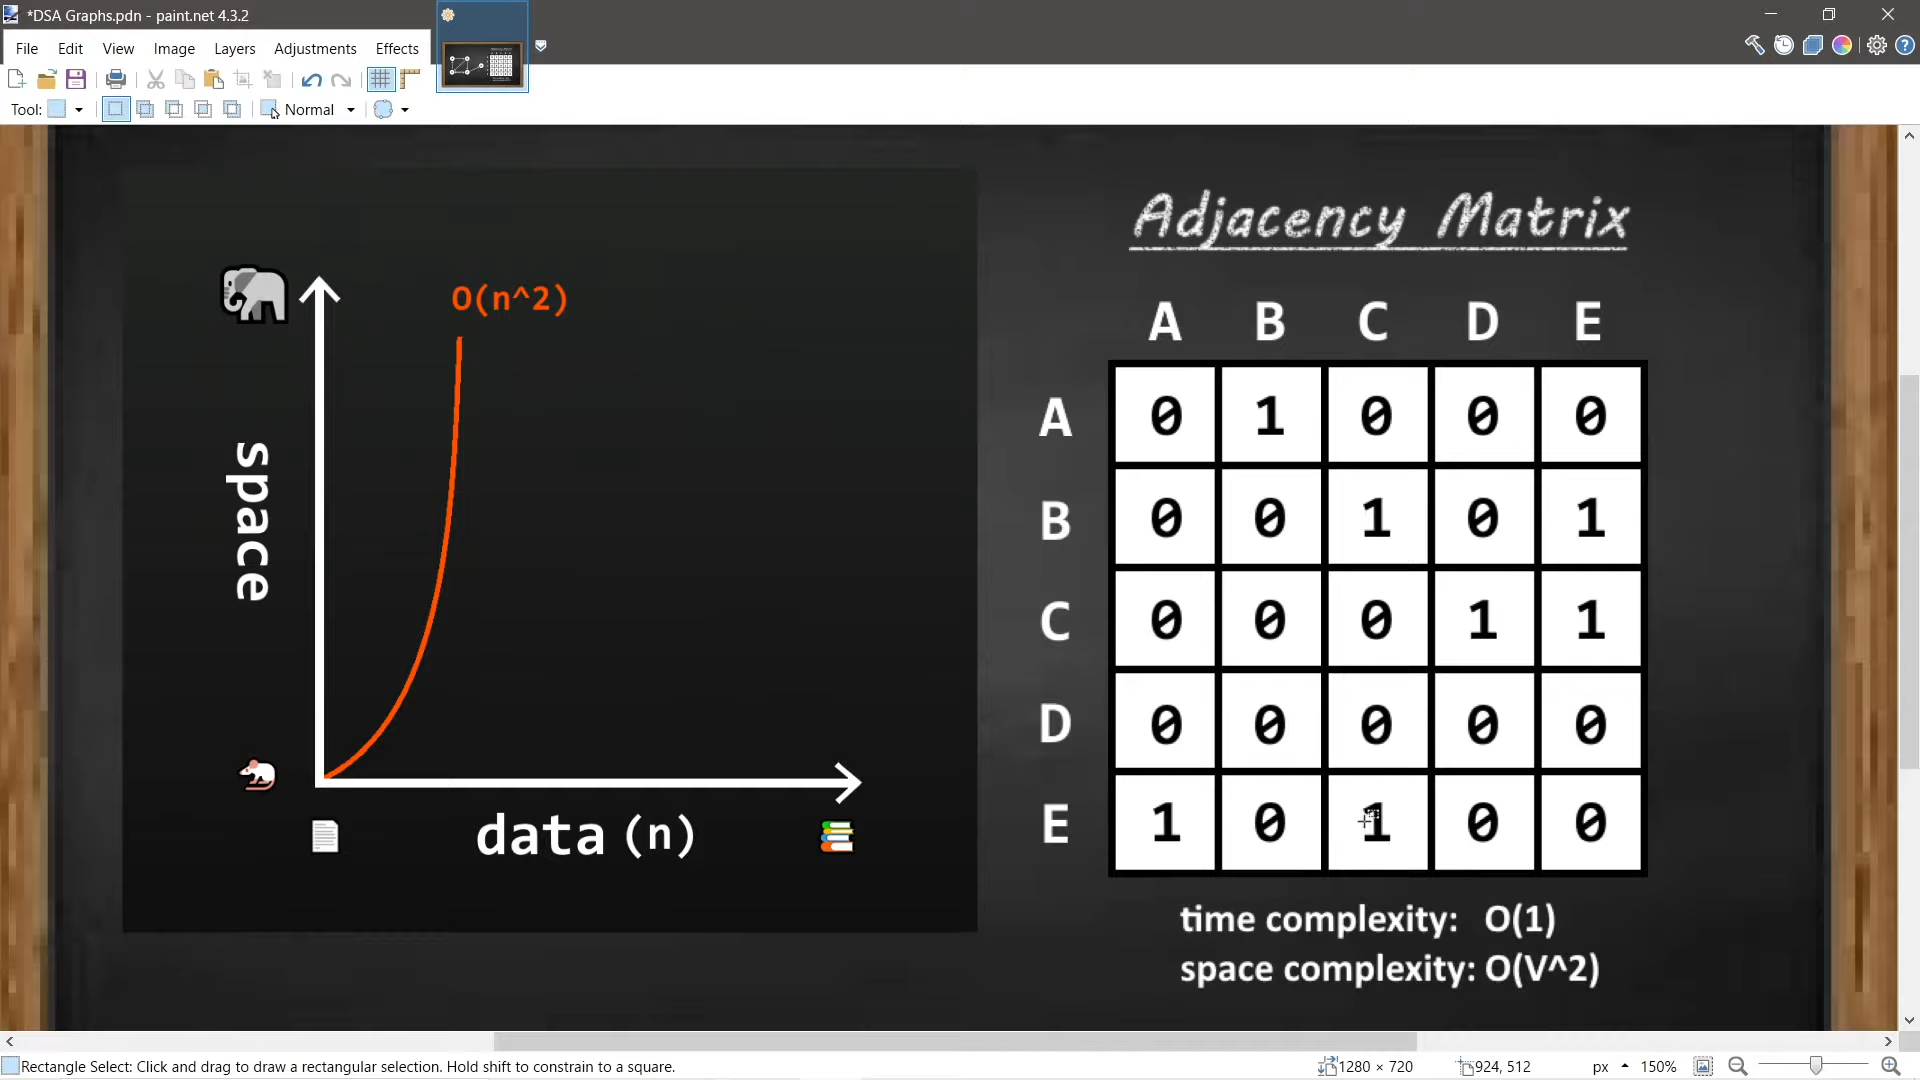 *DSA Graphs.pdn - paint.net 4.3.2
File Edit View Image Layers Adjustments Effects
Tool: Normal
Adjacency Matrix
O(n^2)
space
data(n)
A B C D E
A 0 1 0 0 0
B 0 0 1 0 1
C 0 0 0 1 1
D 0 0 0 0 0
E 1 0 1 0 0
time complexity: O(1)
space complexity: O(V^2)
Rectangle Select: Click and drag to draw a rectangular selection. Hold shift to constrain to a square. 1280 × 720 924, 512 px 150%